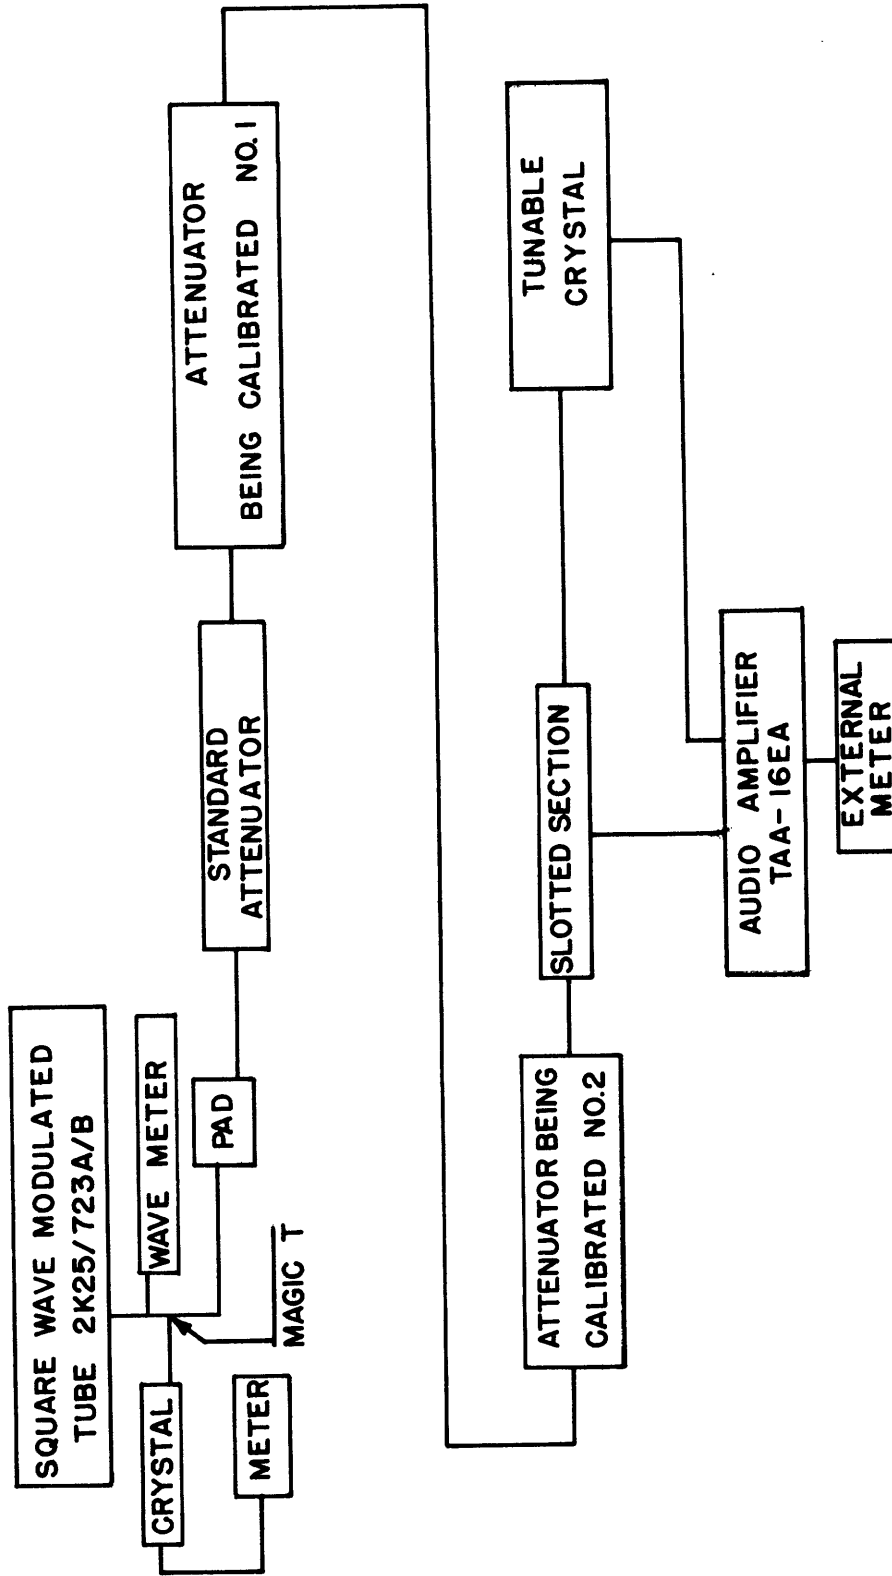 SQUARE WAVE MODULATED
TUBE 2K25/723A/B
CRYSTAL
METER
WAVE METER
MAGIC T
PAD
STANDARD
ATTENUATOR
ATTENUATOR
BEING CALIBRATED NO. 1
ATTENUATOR BEING
CALIBRATED NO. 2
SLOTTED SECTION
TUNABLE
CRYSTAL
AUDIO AMPLIFIER
TAA-16EA
EXTERNAL
METER